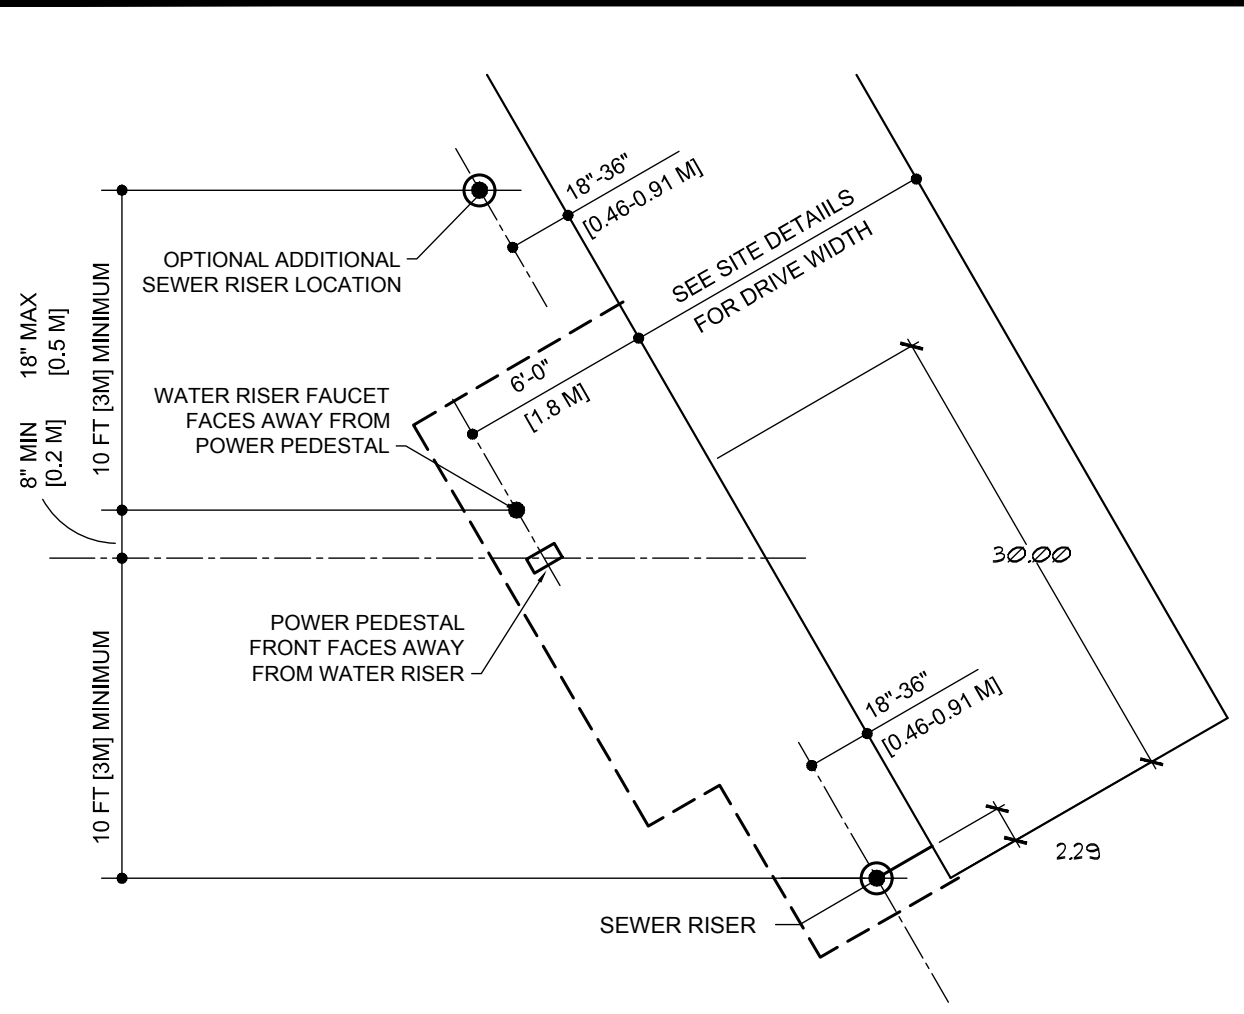 18"-36"
[0.46-0.91 M]
OPTIONAL ADDITIONAL
SEWER RISER LOCATION
SEE SITE DETAIILS
FOR DRIVE WIDTH
18" MAX
[0.5 M]
8" MIN
[0.2 M]
10 FT [3M] MINIMUM
6'-0"
[1.8 M]
WATER RISER FAUCET
FACES AWAY FROM
POWER PEDESTAL
30.00
POWER PEDESTAL
FRONT FACES AWAY
FROM WATER RISER
10 FT [3M] MINIMUM
18"-36"
[0.46-0.91 M]
2.29
SEWER RISER